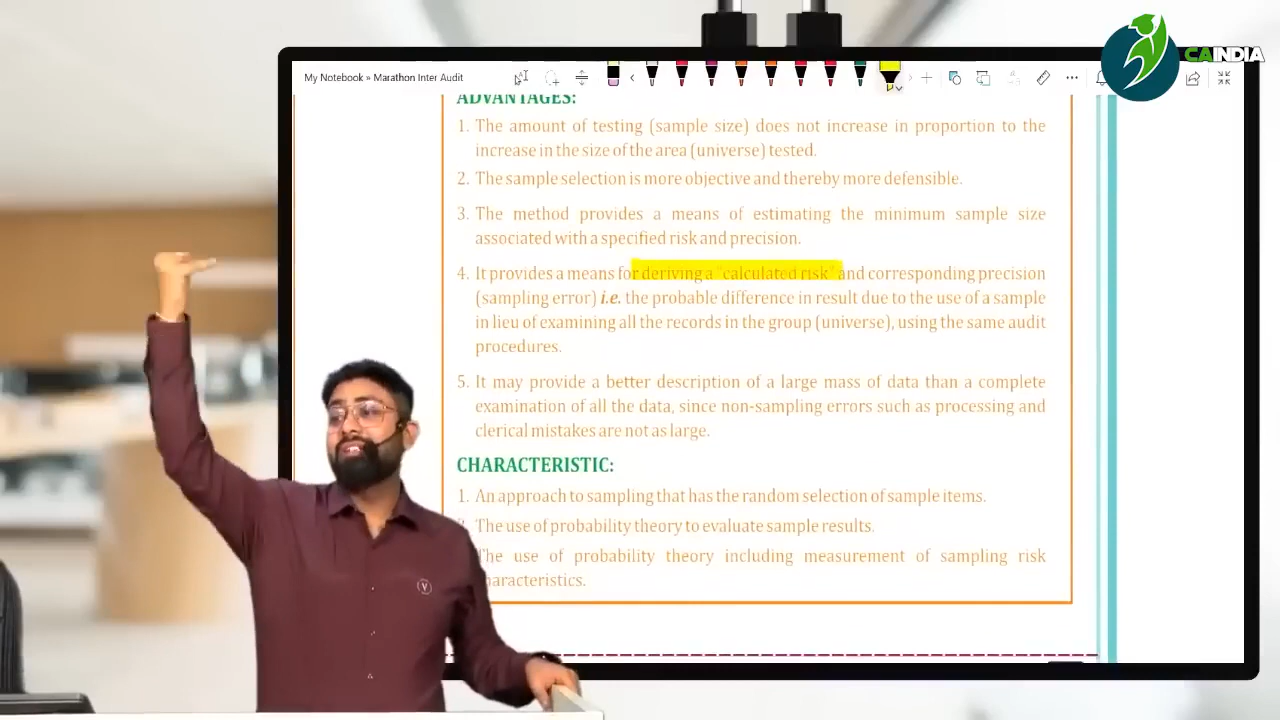 CAINDIA
My Notebook » Marathon Inter Audit
ADVANTAGES:
1. The amount of testing (sample size) does not increase in proportion to the
increase in the size of the area (universe) tested.
2. The sample selection is more objective and thereby more defensible.
3. The method provides a means of estimating the minimum sample size
associated with a specified risk and precision.
4. It provides a means for deriving a "calculated risk" and corresponding precision
(sampling error) i.e. the probable difference in result due to the use of a sample
in lieu of examining all the records in the group (universe), using the same audit
procedures.
5. It may provide a better description of a large mass of data than a complete
examination of all the data, since non-sampling errors such as processing and
clerical mistakes are not as large.
CHARACTERISTIC:
1. An approach to sampling that has the random selection of sample items.
The use of probability theory to evaluate sample results.
The use of probability theory including measurement of sampling risk
haracteristics.
V